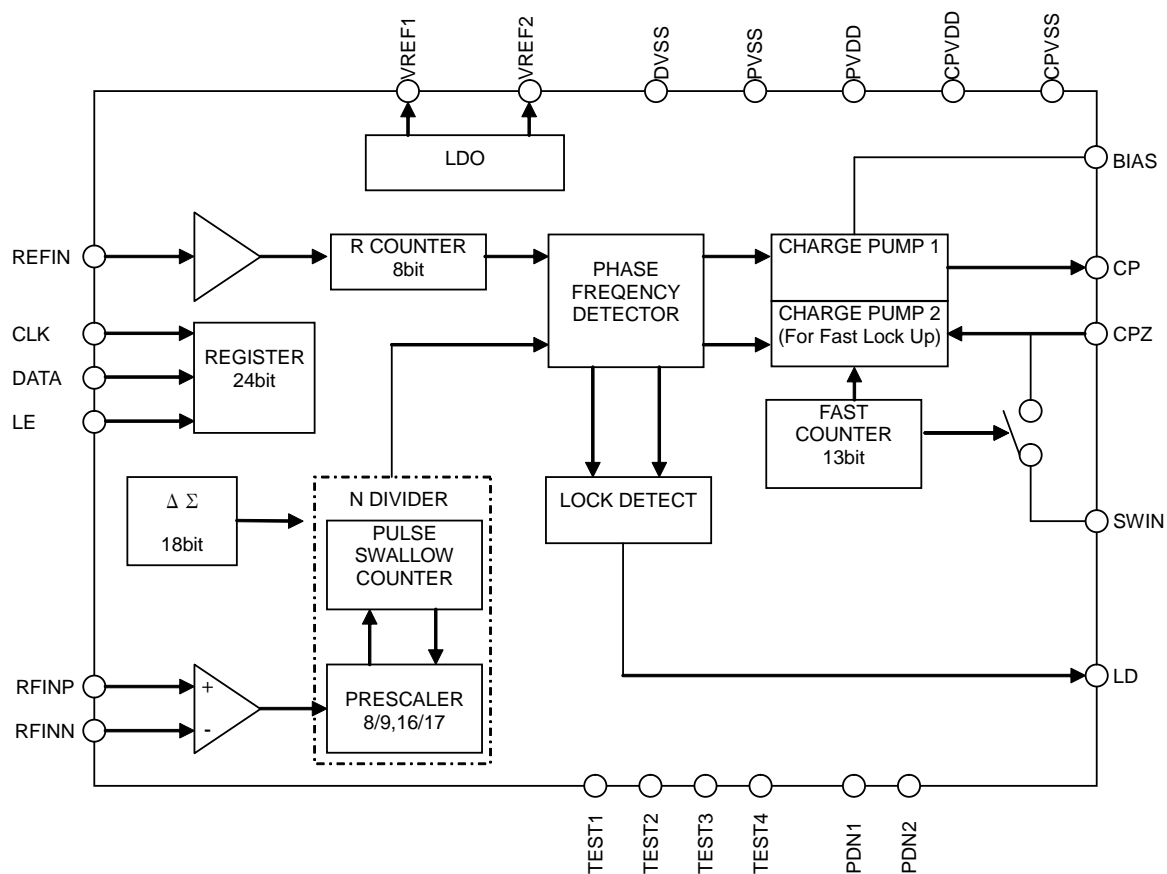 VREF1
VREF2
DVSS
PVSS
PVDD
CPVDD
CPVSS
LDO
BIAS
REFIN
R COUNTER
8bit
PHASE
FREQENCY
DETECTOR
CHARGE PUMP 1
CP
CHARGE PUMP 2
(For Fast Lock Up)
CPZ
CLK
DATA
LE
REGISTER
24bit
FAST
COUNTER
13bit
Δ Σ
18bit
N DIVIDER
PULSE
SWALLOW
COUNTER
LOCK DETECT
SWIN
RFINP
RFINN
+
-
PRESCALER
8/9,16/17
LD
TEST1
TEST2
TEST3
TEST4
PDN1
PDN2